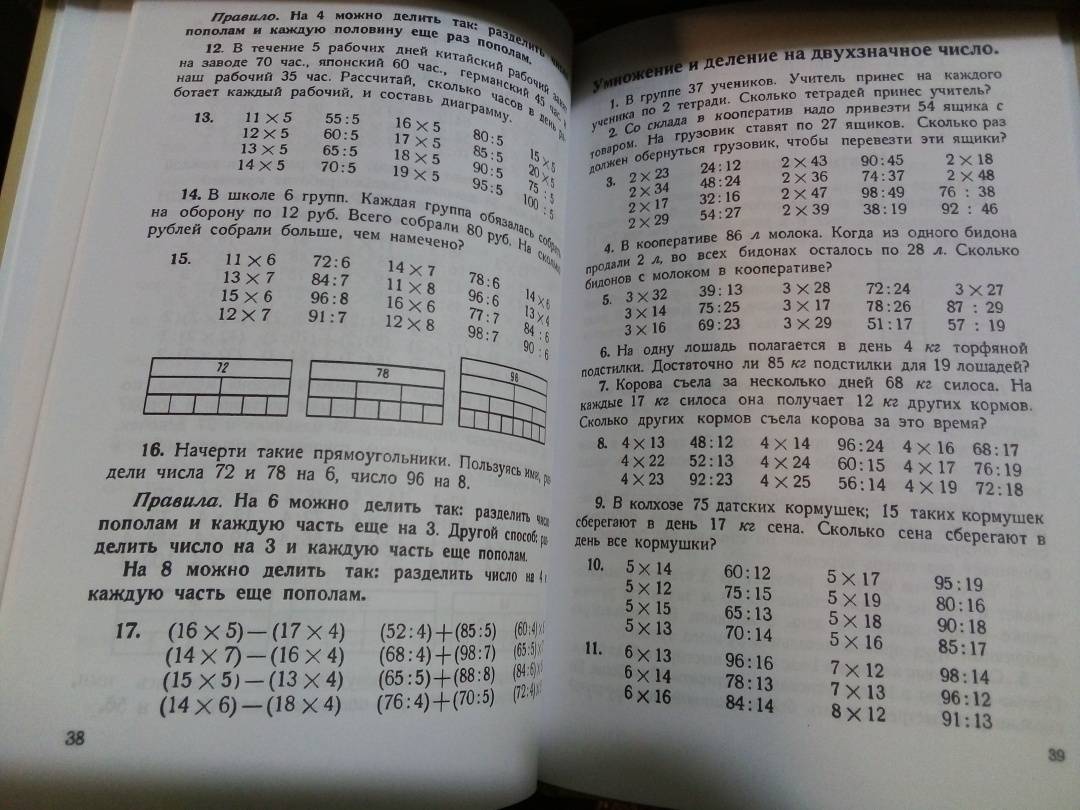 Правило. На 4 можно делить так: разделить число
пополам и каждую половину еще раз пополам.
12. В течение 5 рабочих дней китайский рабочий занят
на заводе 70 час., японский 60 час., германский 45 час. и
наш рабочий 35 час. Рассчитай, сколько часов в день ра-
ботает каждый рабочий, и составь диаграмму.
13. 11 × 5 55 : 5 16 × 5 80 : 5 15 × 5
12 × 5 60 : 5 17 × 5 85 : 5 20 × 5
13 × 5 65 : 5 18 × 5 90 : 5 75 : 5
14 × 5 70 : 5 19 × 5 95 : 5 100 : 5
14. В школе 6 групп. Каждая группа обязалась собрать
на оборону по 12 руб. Всего собрали 80 руб. На сколько
рублей собрали больше, чем намечено?
15. 11 × 6 72 : 6 14 × 7 78 : 6 14 × 6
13 × 7 84 : 7 11 × 8 96 : 6 13 × 4
15 × 6 96 : 8 16 × 6 77 : 7 84 : 6
12 × 7 91 : 7 12 × 8 98 : 7 90 : 6
72 78 96
16. Начерти такие прямоугольники. Пользуясь ими, раз-
дели числа 72 и 78 на 6, число 96 на 8.
Правила. На 6 можно делить так: разделить число
пополам и каждую часть еще на 3. Другой способ: раз-
делить число на 3 и каждую часть еще пополам.
На 8 можно делить так: разделить число на 4 и
каждую часть еще пополам.
17. (16 × 5) — (17 × 4) (52 : 4) + (85 : 5) (60 : 4) ×
(14 × 7) — (16 × 4) (68 : 4) + (98 : 7) (65 : 5) ×
(15 × 5) — (13 × 4) (65 : 5) + (88 : 8) (84 : 6) ×
(14 × 6) — (18 × 4) (76 : 4) + (70 : 5) (72 : 4) ×
38
Умножение и деление на двухзначное число.
1. В группе 37 учеников. Учитель принес на каждого
ученика по 2 тетради. Сколько тетрадей принес учитель?
2. Со склада в кооператив надо привезти 54 ящика с
товаром. На грузовик ставят по 27 ящиков. Сколько раз
должен обернуться грузовик, чтобы перевезти эти ящики?
3. 2 × 23 24 : 12 2 × 43 90 : 45 2 × 18
2 × 34 48 : 24 2 × 36 74 : 37 2 × 48
2 × 17 32 : 16 2 × 47 98 : 49 76 : 38
2 × 29 54 : 27 2 × 39 38 : 19 92 : 46
4. В кооперативе 86 л молока. Когда из одного бидона
продали 2 л, во всех бидонах осталось по 28 л. Сколько
бидонов с молоком в кооперативе?
5. 3 × 32 39 : 13 3 × 28 72 : 24 3 × 27
3 × 14 75 : 25 3 × 17 78 : 26 87 : 29
3 × 16 69 : 23 3 × 29 51 : 17 57 : 19
6. На одну лошадь полагается в день 4 кг торфяной
подстилки. Достаточно ли 85 кг подстилки для 19 лошадей?
7. Корова съела за несколько дней 68 кг силоса. На
каждые 17 кг силоса она получает 12 кг других кормов.
Сколько других кормов съела корова за это время?
8. 4 × 13 48 : 12 4 × 14 96 : 24 4 × 16 68 : 17
4 × 22 52 : 13 4 × 24 60 : 15 4 × 17 76 : 19
4 × 23 92 : 23 4 × 25 56 : 14 4 × 19 72 : 18
9. В колхозе 75 датских кормушек; 15 таких кормушек
сберегают в день 17 кг сена. Сколько сена сберегают в
день все кормушки?
10. 5 × 14 60 : 12 5 × 17 95 : 19
5 × 12 75 : 15 5 × 19 80 : 16
5 × 15 65 : 13 5 × 18 90 : 18
5 × 13 70 : 14 5 × 16 85 : 17
11. 6 × 13 96 : 16 7 × 12 98 : 14
6 × 14 78 : 13 7 × 13 96 : 12
6 × 16 84 : 14 8 × 12 91 : 13
39